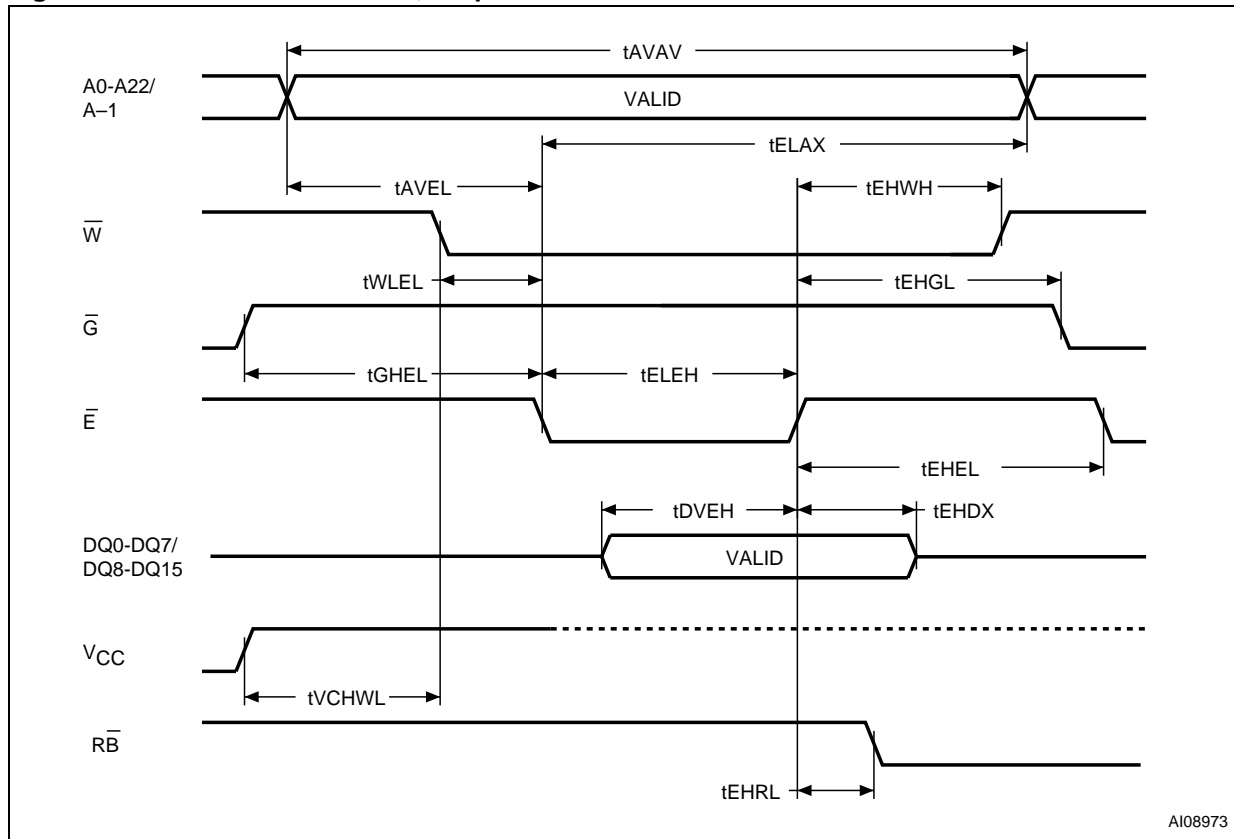 tAVAV
A0-A22/
A–1
VALID
tELAX
tAVEL
tEHWH
W̅
tWLEL
tEHGL
G̅
tGHEL
tELEH
E̅
tEHEL
tDVEH
tEHDX
DQ0-DQ7/
DQ8-DQ15
VALID
VCC
tVCHWL
RB̅
tEHRL
AI08973